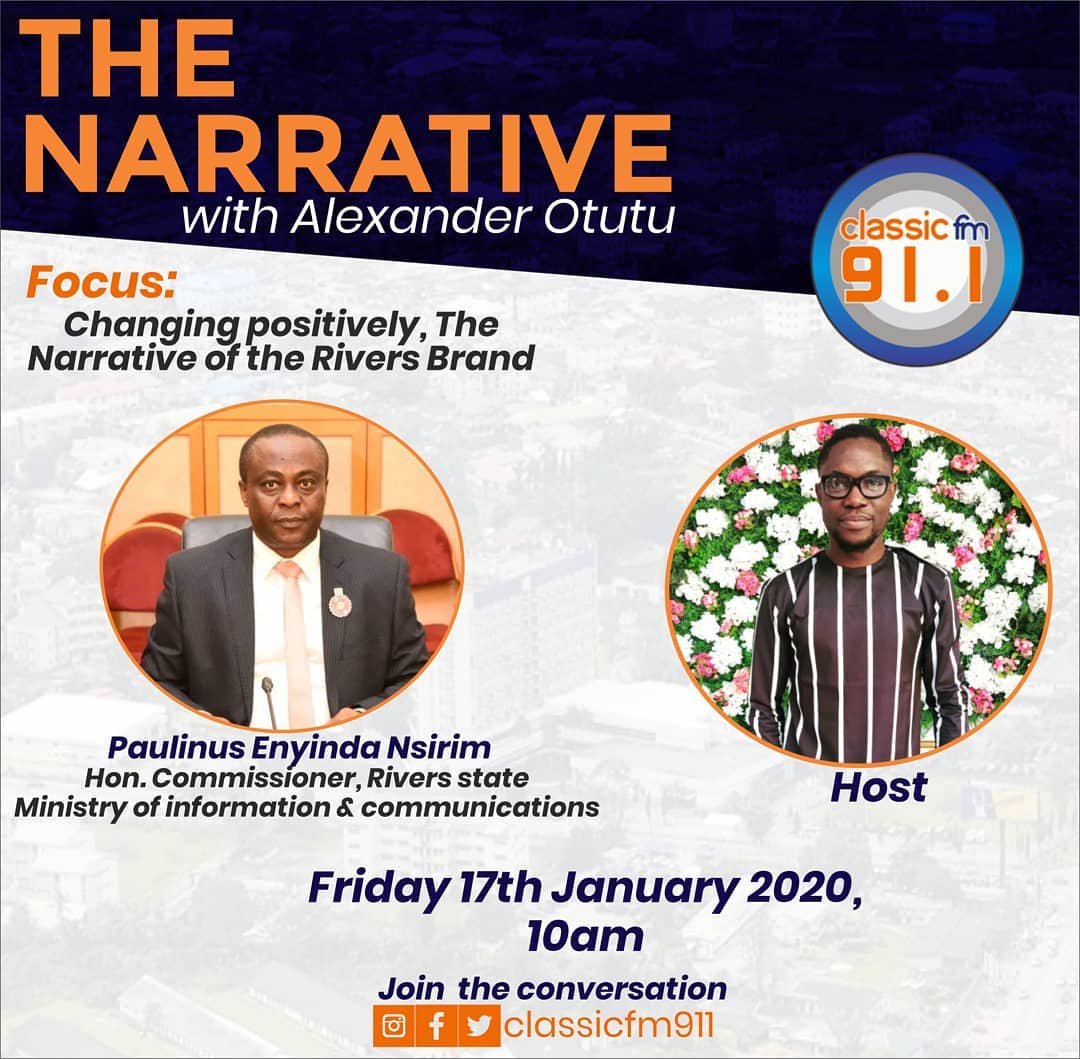 THE
NARRATIVE
with Alexander Otutu
classic fm
91.1
Focus:
Changing positively, The
Narrative of the Rivers Brand
Paulinus Enyinda Nsirim
Hon. Commissioner, Rivers state
Ministry of information & communications
Host
Friday 17th January 2020,
10am
Join the conversation
classicfm911